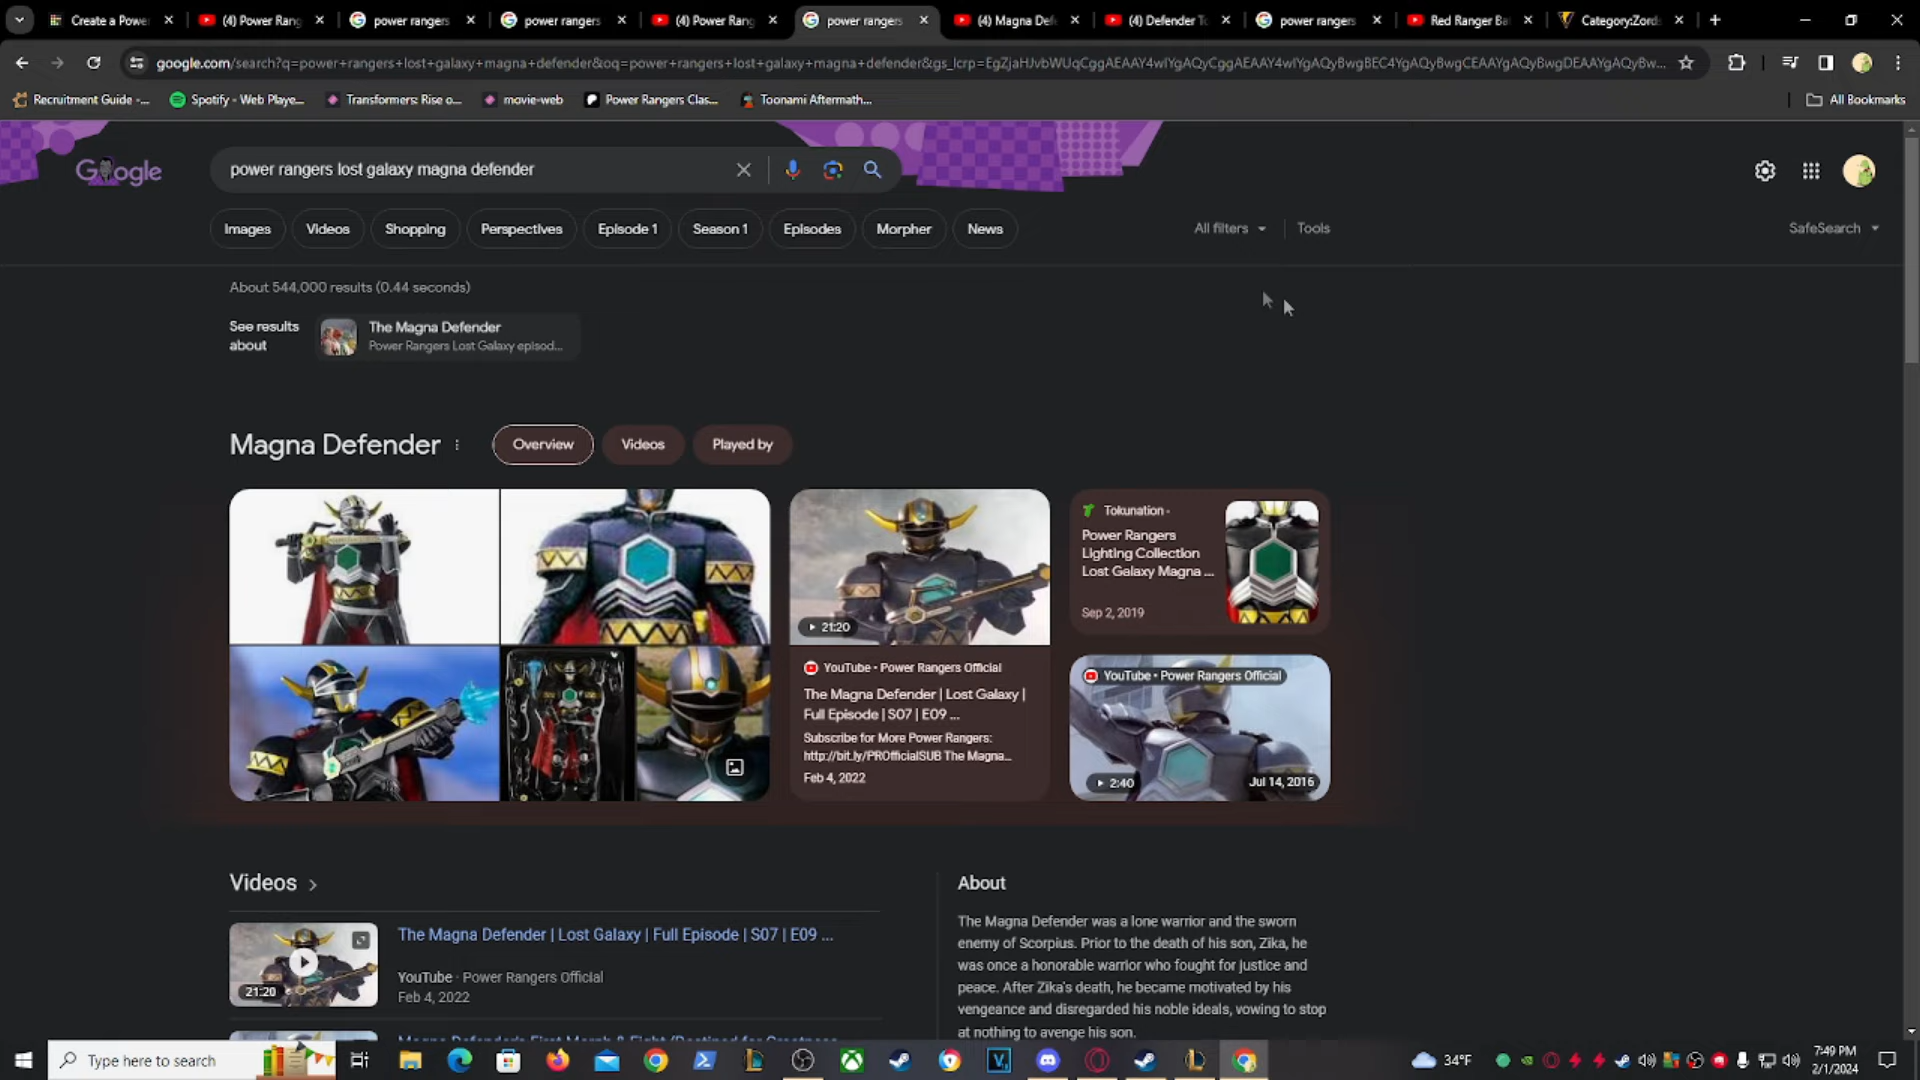 Create a Power
(4) Power Rang
power rangers
power rangers
(4) Power Rang
power rangers
(4) Magna Def
(4) Defender To
power rangers
Red Ranger Ba
Category:Zords
google.com/search?q=power+rangers+lost+galaxy+magna+defender&oq=power+rangers+lost+galaxy+magna+defender&gs_lcrp=EgZjaHJvbWUqCggAEAAY4wIYgAQyCggAEAAY4wIYgAQyBwgBEC4YgAQyBwgCEAAYgAQyBwgDEAAYgAQyBw...
Recruitment Guide -...
Spotify - Web Playe...
Transformers: Rise o...
movie-web
Power Rangers Clas...
Toonami Aftermath...
All Bookmarks
Google
power rangers lost galaxy magna defender
Images
Videos
Shopping
Perspectives
Episode 1
Season 1
Episodes
Morpher
News
All filters
Tools
SafeSearch
About 544,000 results (0.44 seconds)
See results
about
The Magna Defender
Power Rangers Lost Galaxy episod...
Magna Defender
Overview
Videos
Played by
21:20
YouTube • Power Rangers Official
The Magna Defender | Lost Galaxy |
Full Episode | S07 | E09 ...
Subscribe for More Power Rangers:
http://bit.ly/PROfficialSUB The Magna...
Feb 4, 2022
Tokunation -
Power Rangers
Lighting Collection
Lost Galaxy Magna ...
Sep 2, 2019
YouTube • Power Rangers Official
2:40
Jul 14, 2016
Videos
21:20
The Magna Defender | Lost Galaxy | Full Episode | S07 | E09 ...
YouTube · Power Rangers Official
Feb 4, 2022
About
The Magna Defender was a lone warrior and the sworn
enemy of Scorpius. Prior to the death of his son, Zika, he
was once a honorable warrior who fought for justice and
peace. After Zika's death, he became motivated by his
vengeance and disregarded his noble ideals, vowing to stop
at nothing to avenge his son.
Type here to search
34°F
7:49 PM
2/1/2024